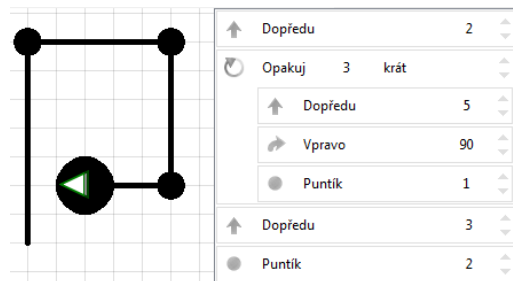 Dopředu 2
Opakuj 3 krát
Dopředu 5
Vpravo 90
Puntík 1
Dopředu 3
Puntík 2